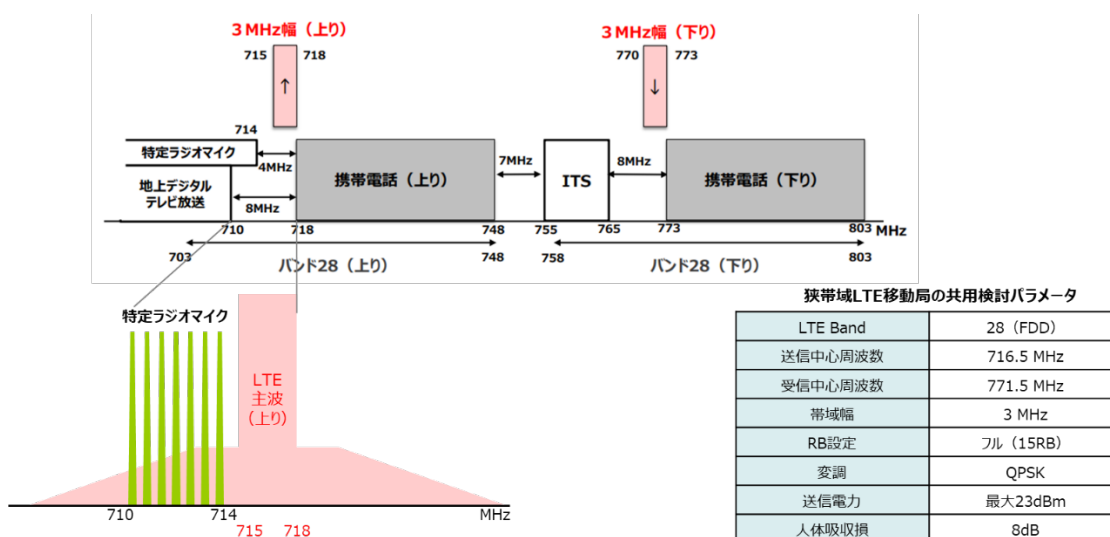 3MHz幅(上り)
3MHz幅(下り)
715 718
770 773
↑
↓
714
特定ラジオマイク
4MHz
地上デジタル
テレビ放送
8MHz
携帯電話(上り)
7MHz
ITS
8MHz
携帯電話(下り)
710 718 748 755 765 773 803 MHz
703 748 758 803
バンド28(上り)
バンド28(下り)
特定ラジオマイク
LTE
主波
(上り)
710 714 MHz
715 718
狭帯域LTE移動局の共用検討パラメータ
LTE Band 28(FDD)
送信中心周波数 716.5 MHz
受信中心周波数 771.5 MHz
帯域幅 3 MHz
RB設定 フル(15RB)
変調 QPSK
送信電力 最大23dBm
人体吸収損 8dB